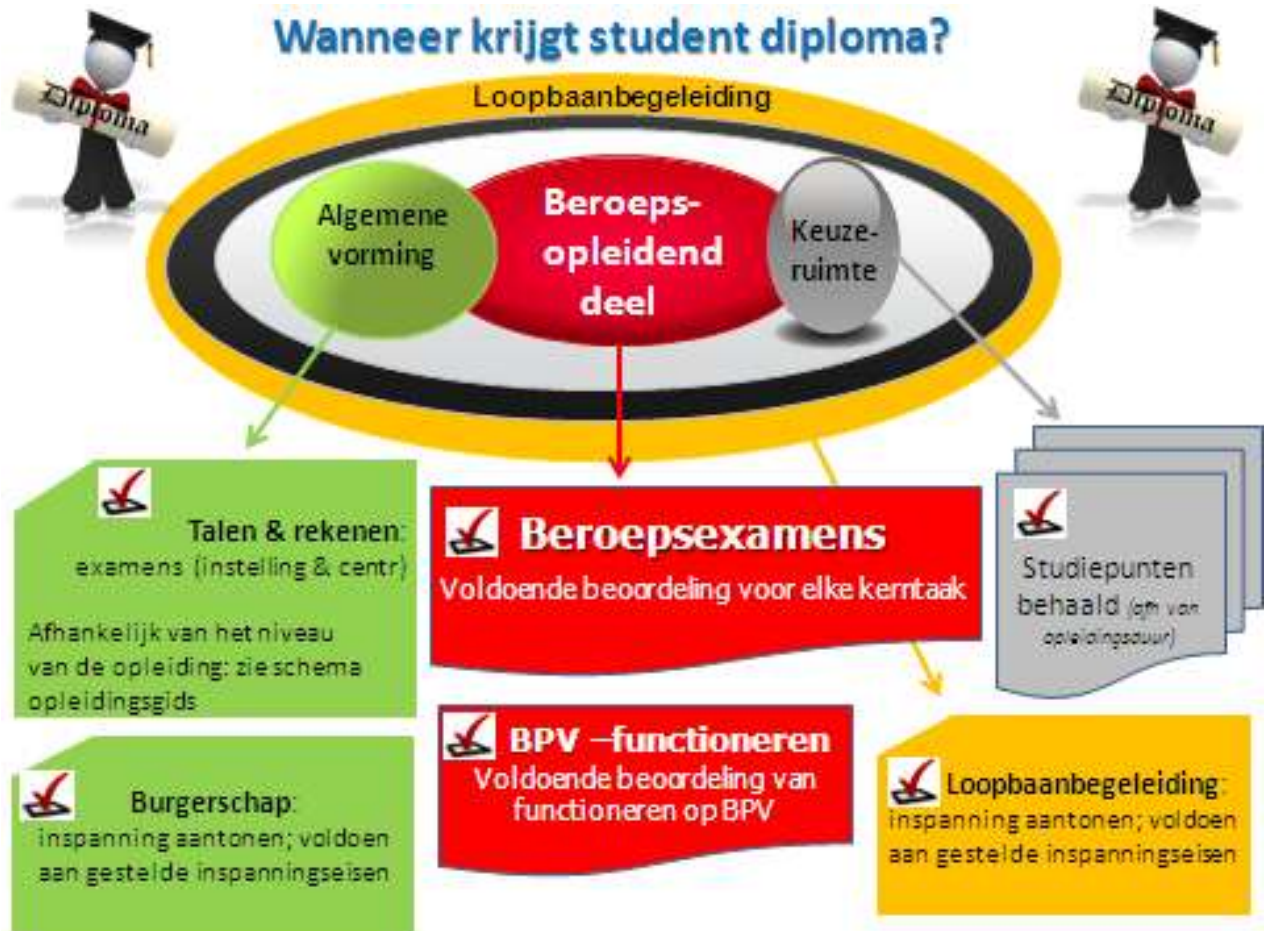 Wanneer krijgt student diploma?
Diploma
Diploma
Loopbaanbegeleiding
Algemene
vorming
Beroeps-
opleidend
deel
Keuze-
ruimte
Talen & rekenen:
examens (instelling & centr)
Afhankelijk van het niveau
van de opleiding: zie schema
opleidingsgids
Beroepsexamens
Voldoende beoordeling voor elke kerntaak
Studiepunten
behaald (afh van
opleidingsduur)
Burgerschap:
inspanning aantonen; voldoen
aan gestelde inspanningseisen
BPV –functioneren
Voldoende beoordeling van
functioneren op BPV
Loopbaanbegeleiding:
inspanning aantonen; voldoen
aan gestelde inspanningseisen